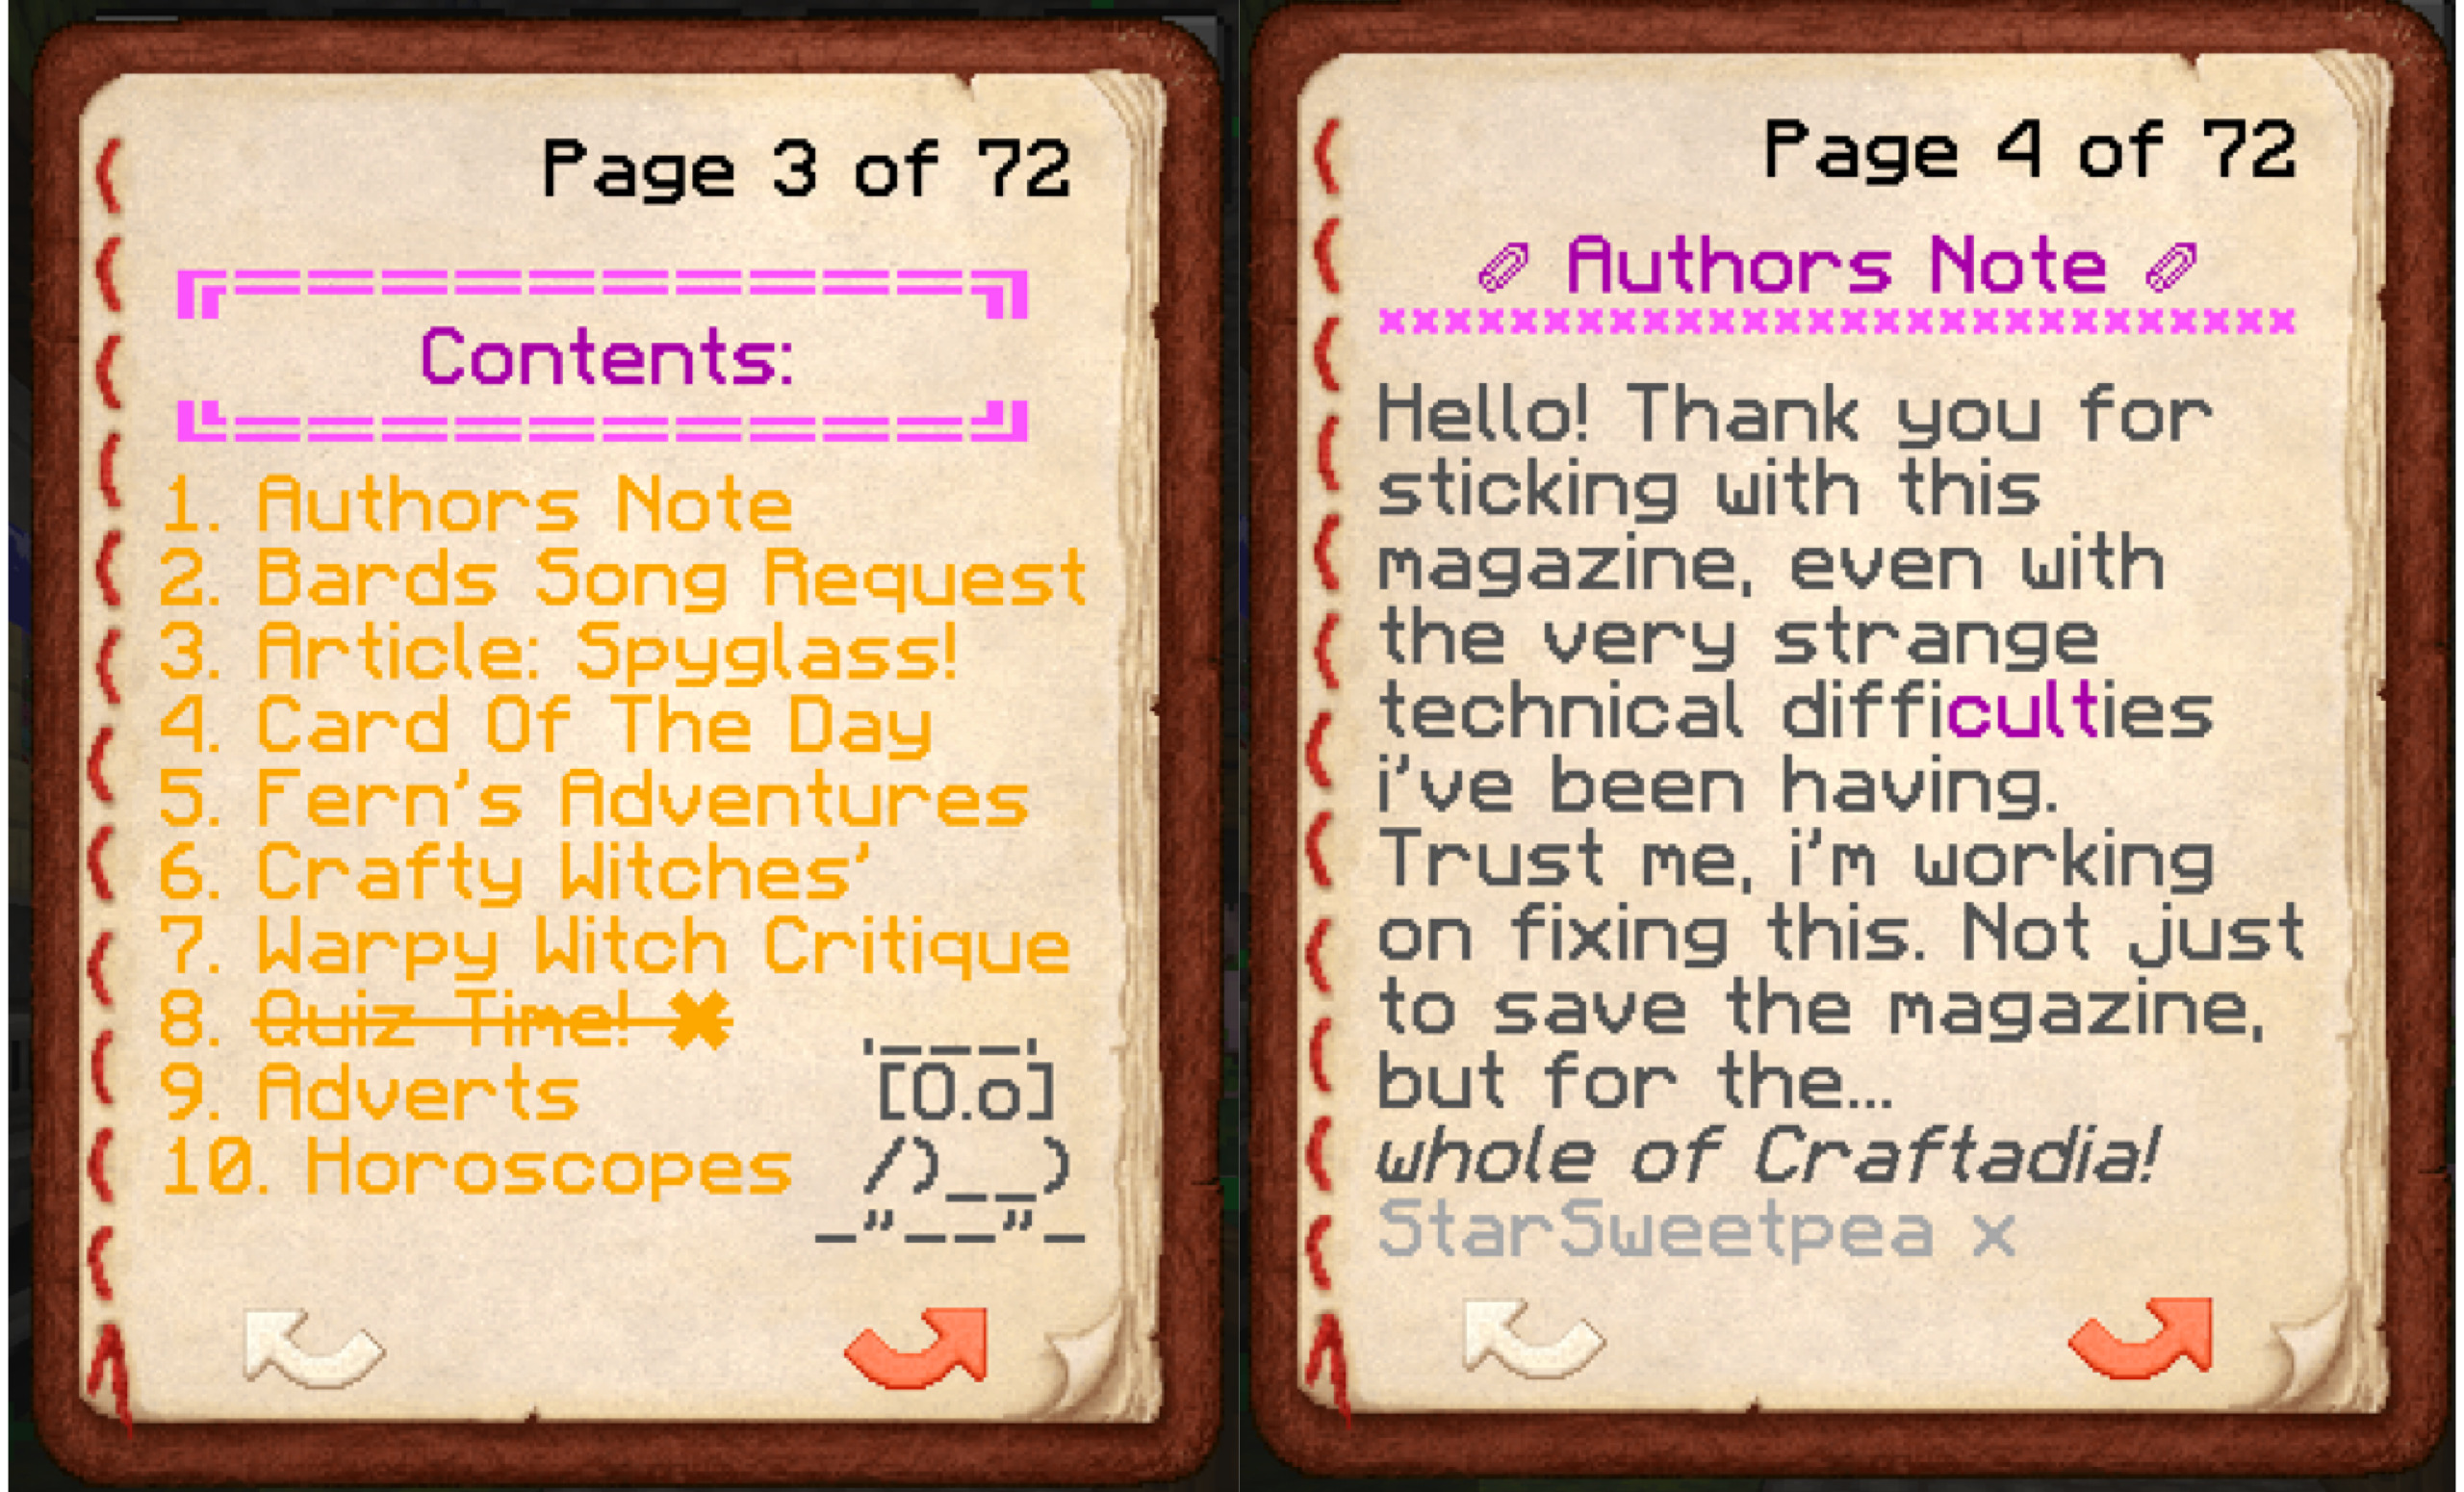 Page 3 of 72
Contents:
1. Authors Note
2. Bards Song Request
3. Article: Spyglass!
4. Card Of The Day
5. Fern's Adventures
6. Crafty Witches'
7. Warpy Witch Critique
8. Quiz Time! ✖
9. Adverts
10. Horoscopes
[O.o]
/)__)
_"__"_
Page 4 of 72
✐ Authors Note ✐
××××××××××××××××××××××××××××
Hello! Thank you for
sticking with this
magazine, even with
the very strange
technical difficulties
i've been having.
Trust me, i'm working
on fixing this. Not just
to save the magazine,
but for the...
whole of Craftadia!
StarSweetpea x